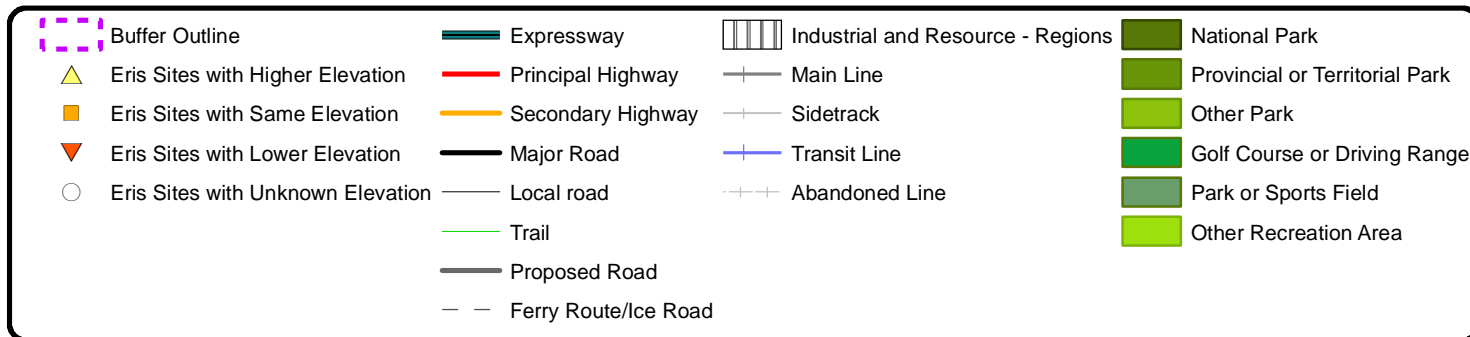 Buffer Outline
Eris Sites with Higher Elevation
Eris Sites with Same Elevation
Eris Sites with Lower Elevation
Eris Sites with Unknown Elevation
Expressway
Principal Highway
Secondary Highway
Major Road
Local road
Trail
Proposed Road
Ferry Route/Ice Road
Industrial and Resource - Regions
Main Line
Sidetrack
Transit Line
Abandoned Line
National Park
Provincial or Territorial Park
Other Park
Golf Course or Driving Range
Park or Sports Field
Other Recreation Area